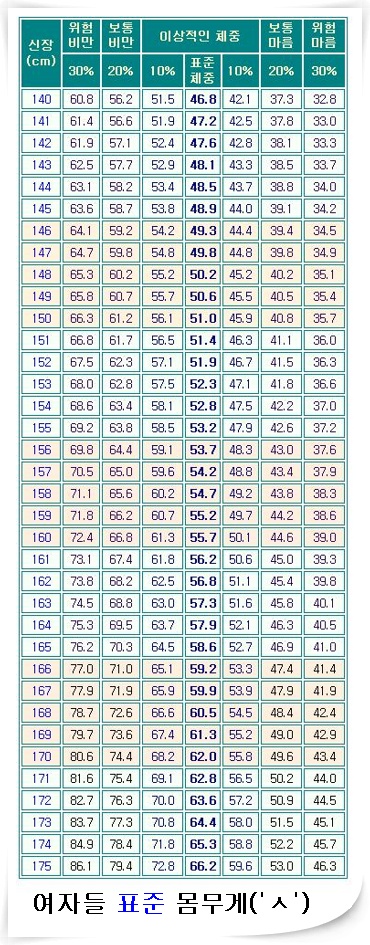 신장(cm) 위험비만 보통비만 이상적인 체중 보통마름 위험마름
30% 20% 10% 표준체중 10% 20% 30%
140 60.8 56.2 51.5 46.8 42.1 37.3 32.8
141 61.4 56.6 51.9 47.2 42.5 37.8 33.0
142 61.9 57.1 52.4 47.6 42.8 38.1 33.3
143 62.5 57.7 52.9 48.1 43.3 38.5 33.7
144 63.1 58.2 53.4 48.5 43.7 38.8 34.0
145 63.6 58.7 53.8 48.9 44.0 39.1 34.2
146 64.1 59.2 54.2 49.3 44.4 39.4 34.5
147 64.7 59.8 54.8 49.8 44.8 39.8 34.9
148 65.3 60.2 55.2 50.2 45.2 40.2 35.1
149 65.8 60.7 55.7 50.6 45.5 40.5 35.4
150 66.3 61.2 56.1 51.0 45.9 40.8 35.7
151 66.8 61.7 56.5 51.4 46.3 41.1 36.0
152 67.5 62.3 57.1 51.9 46.7 41.5 36.3
153 68.0 62.8 57.5 52.3 47.1 41.8 36.6
154 68.6 63.4 58.1 52.8 47.5 42.2 37.0
155 69.2 63.8 58.5 53.2 47.9 42.6 37.2
156 69.8 64.4 59.1 53.7 48.3 43.0 37.6
157 70.5 65.0 59.6 54.2 48.8 43.4 37.9
158 71.1 65.6 60.2 54.7 49.2 43.8 38.3
159 71.8 66.2 60.7 55.2 49.7 44.2 38.6
160 72.4 66.8 61.3 55.7 50.1 44.6 39.0
161 73.1 67.4 61.8 56.2 50.6 45.0 39.3
162 73.8 68.2 62.5 56.8 51.1 45.4 39.8
163 74.5 68.8 63.0 57.3 51.6 45.8 40.1
164 75.3 69.5 63.7 57.9 52.1 46.3 40.5
165 76.2 70.3 64.5 58.6 52.7 46.9 41.0
166 77.0 71.0 65.1 59.2 53.3 47.4 41.4
167 77.9 71.9 65.9 59.9 53.9 47.9 41.9
168 78.7 72.6 66.6 60.5 54.5 48.4 42.4
169 79.7 73.6 67.4 61.3 55.2 49.0 42.9
170 80.6 74.4 68.2 62.0 55.8 49.6 43.4
171 81.6 75.4 69.1 62.8 56.5 50.2 44.0
172 82.7 76.3 70.0 63.6 57.2 50.9 44.5
173 83.7 77.3 70.8 64.4 58.0 51.5 45.1
174 84.9 78.4 71.8 65.3 58.8 52.2 45.7
175 86.1 79.4 72.8 66.2 59.6 53.0 46.3
여자들 표준 몸무게('ㅅ')